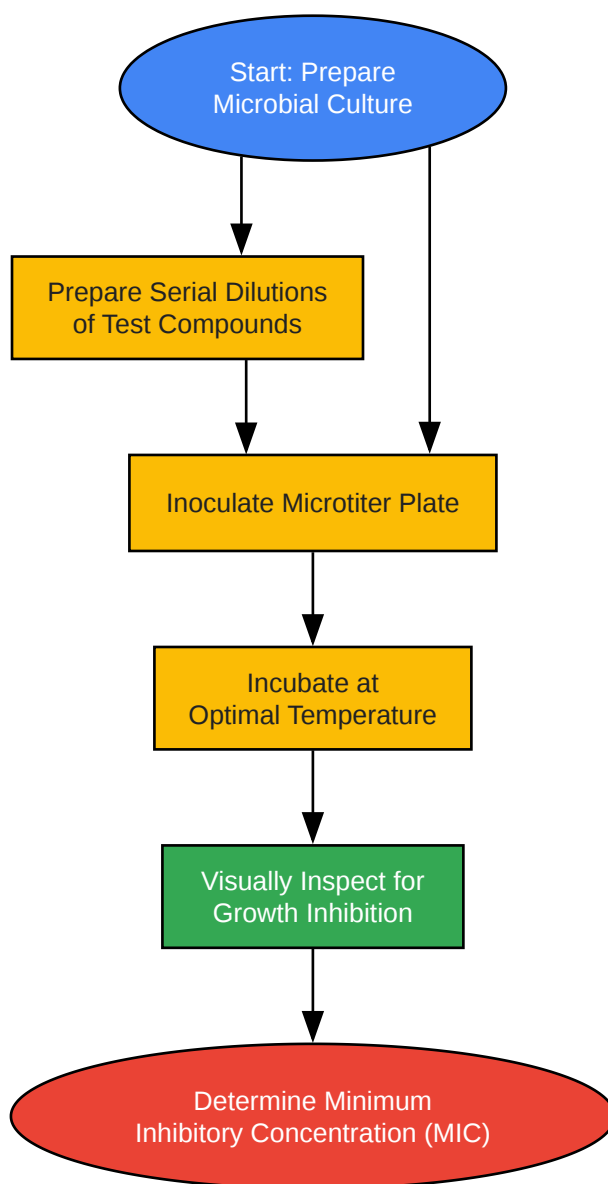 Start: Prepare
Microbial Culture
Prepare Serial Dilutions
of Test Compounds
Inoculate Microtiter Plate
Incubate at
Optimal Temperature
Visually Inspect for
Growth Inhibition
Determine Minimum
Inhibitory Concentration (MIC)